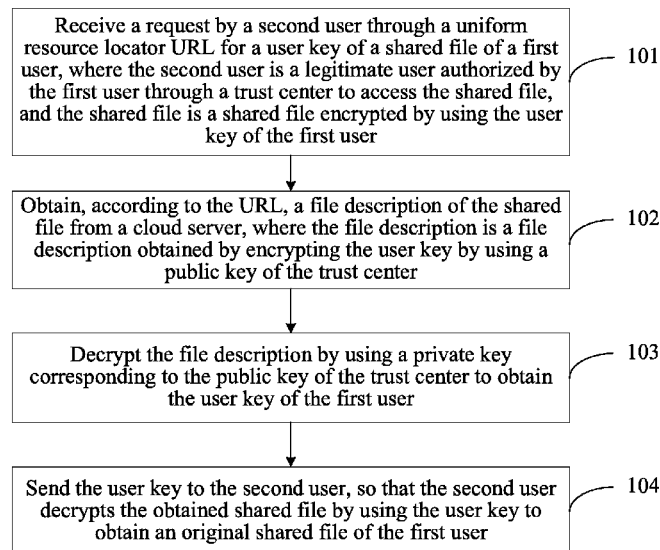 Receive a request by a second user through a uniform
resource locator URL for a user key of a shared file of a first
user, where the second user is a legitimate user authorized by
the first user through a trust center to access the shared file,
and the shared file is a shared file encrypted by using the user
key of the first user
101
Obtain, according to the URL, a file description of the shared
file from a cloud server, where the file description is a file
description obtained by encrypting the user key by using a
public key of the trust center
102
Decrypt the file description by using a private key
corresponding to the public key of the trust center to obtain
the user key of the first user
103
Send the user key to the second user, so that the second user
decrypts the obtained shared file by using the user key to
obtain an original shared file of the first user
104